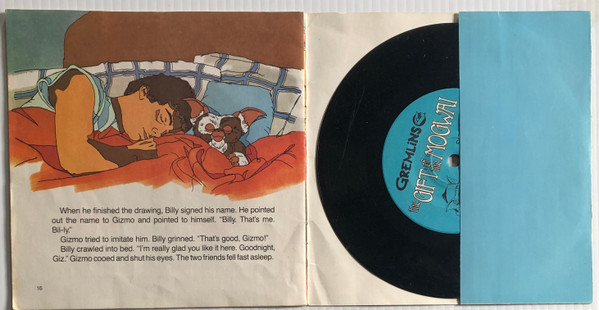 When he finished the drawing, Billy signed his name. He pointed
out the name to Gizmo and pointed to himself. "Billy. That's me.
Bil-ly."
Gizmo tried to imitate him. Billy grinned. "That's good, Gizmo!"
Billy crawled into bed. "I'm really glad you like it here. Goodnight,
Giz." Gizmo cooed and shut his eyes. The two friends fell fast asleep.
16
GREMLINS
THE GIFT OF THE MOGWAI